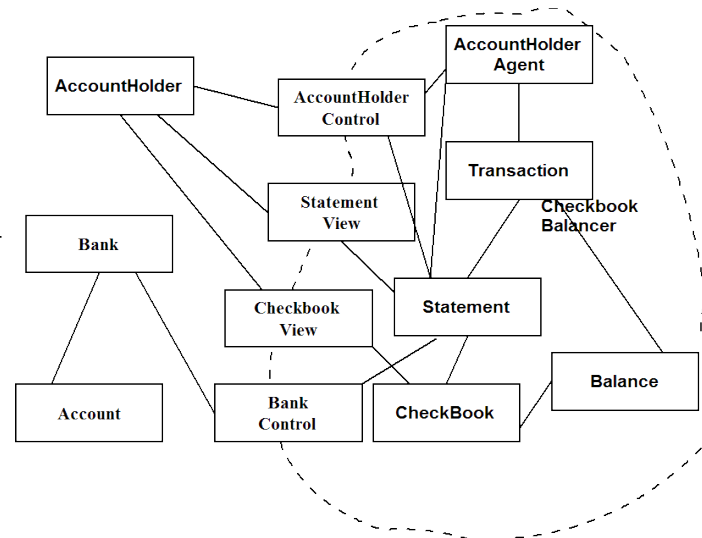 AccountHolder
Agent
AccountHolder
AccountHolder
Control
Transaction
Statement
View
Checkbook
Balancer
Bank
Checkbook
View
Statement
Account
Bank
Control
CheckBook
Balance